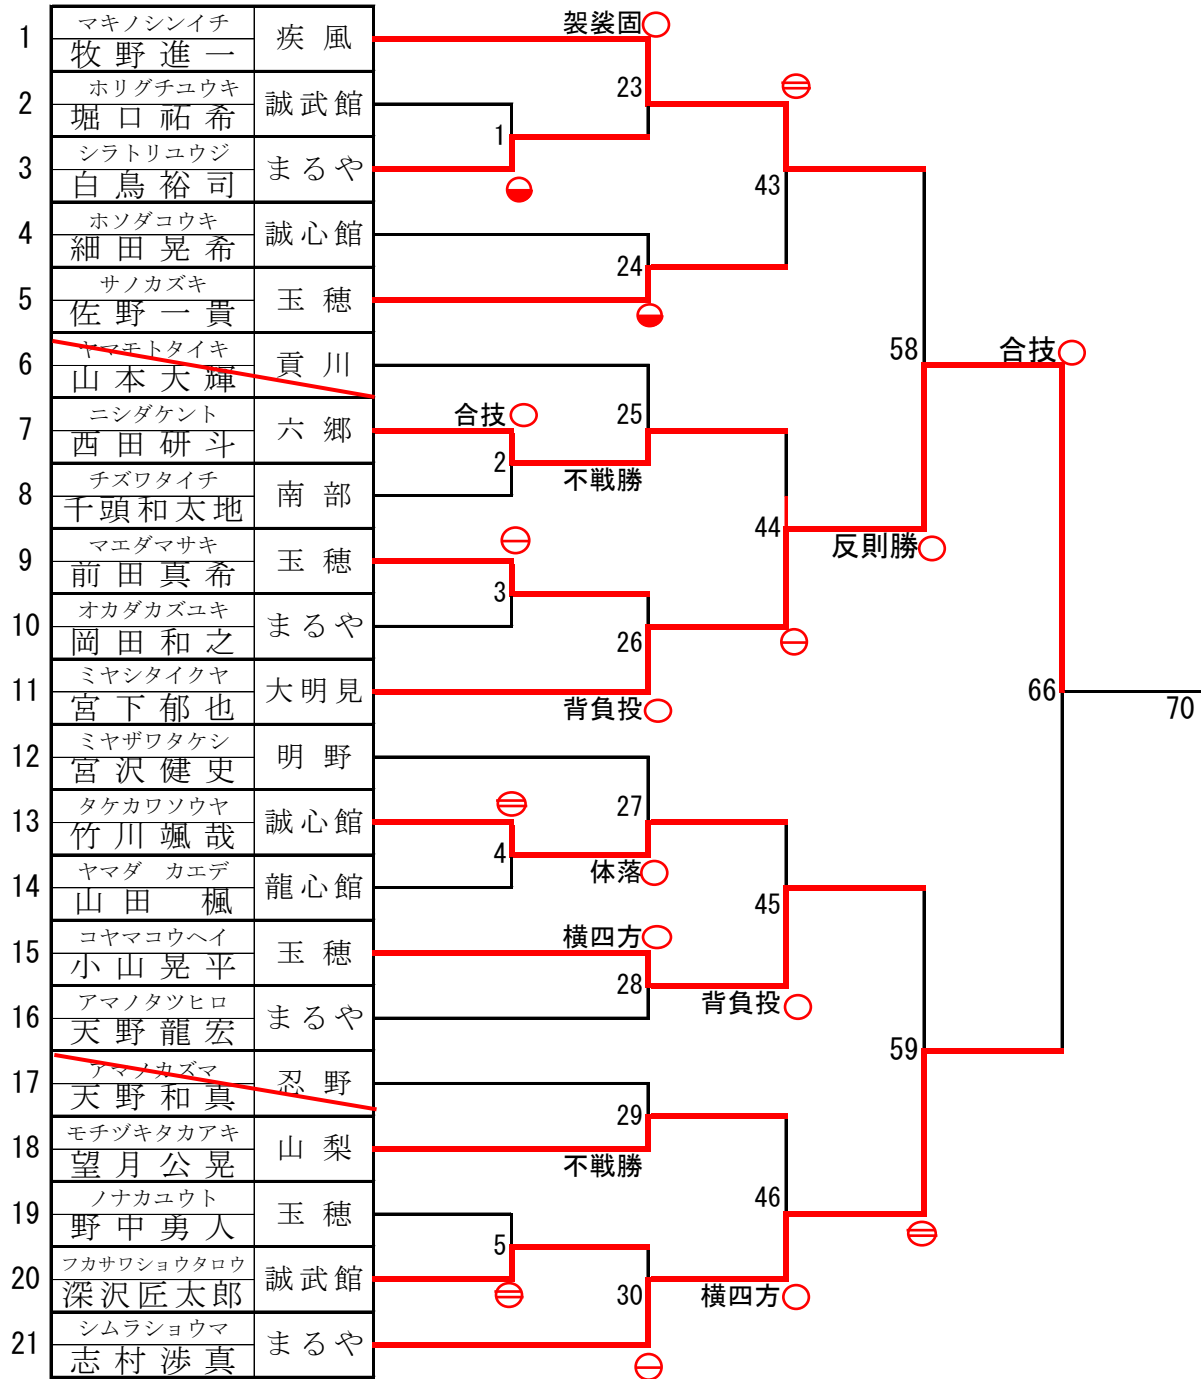 1 マキノシンイチ 牧野進一 疾風
2 ホリグチユウキ 堀口祐希 誠武館
3 シラトリユウジ 白鳥裕司 まるや
4 ホソダコウキ 細田晃希 誠心館
5 サノカズキ 佐野一貴 玉穂
6 ヤマモトタイキ 山本大輝 貢川
7 ニシダケント 西田研斗 六郷
8 チズワタイチ 千頭和太地 南部
9 マエダマサキ 前田真希 玉穂
10 オカダカズユキ 岡田和之 まるや
11 ミヤシタイクヤ 宮下郁也 大明見
12 ミヤザワタケシ 宮沢健史 明野
13 タケカワソウヤ 竹川颯哉 誠心館
14 ヤマダ カエデ 山田 楓 龍心館
15 コヤマコウヘイ 小山晃平 玉穂
16 アマノタツヒロ 天野龍宏 まるや
17 アマノカズマ 天野和真 忍野
18 モチヅキタカアキ 望月公晃 山梨
19 ノナカユウト 野中勇人 玉穂
20 フカサワショウタロウ 深沢匠太郎 誠武館
21 シムラショウマ 志村渉真 まるや
1
合技
2
3
4
5
袈裟固
23
24
25
不戦勝
26
背負投
27
体落
横四方
28
29
不戦勝
30
43
44
45
背負投
46
横四方
58
反則勝
59
合技
66
70